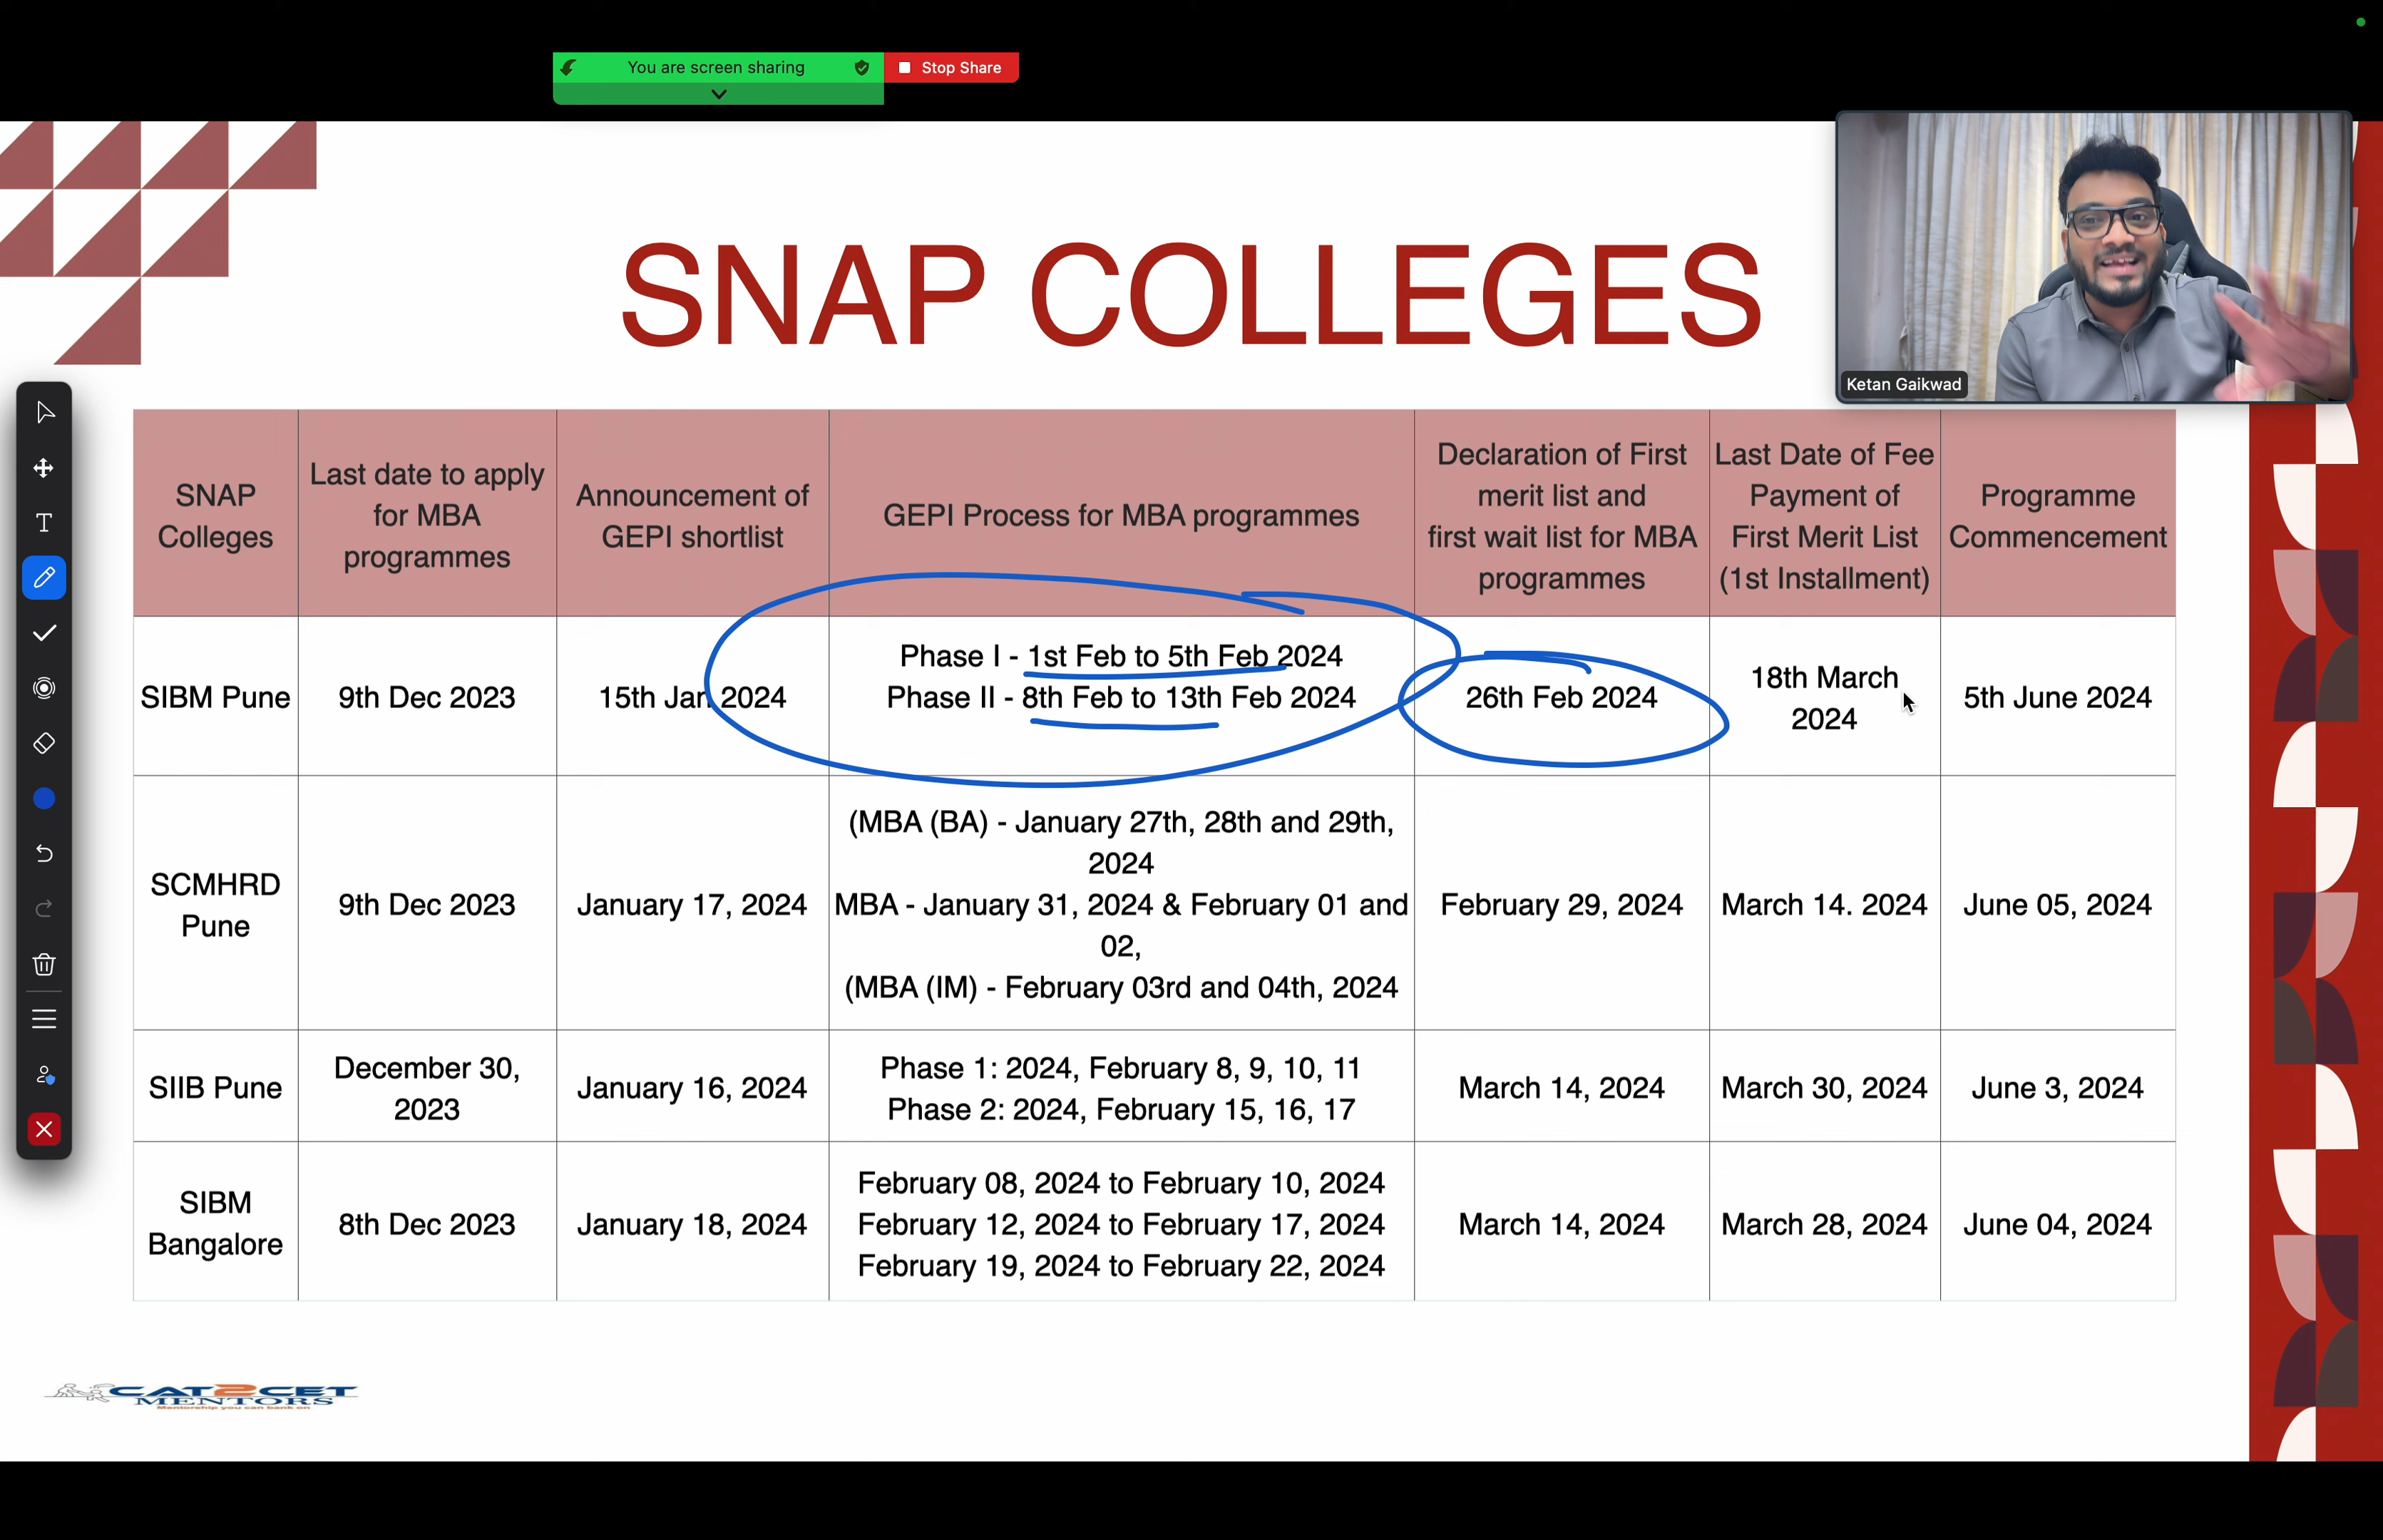 You are screen sharing
Stop Share
Ketan Gaikwad
SNAP COLLEGES
SNAP
Colleges
Last date to apply
for MBA
programmes
Announcement of
GEPI shortlist
GEPI Process for MBA programmes
Declaration of First
merit list and
first wait list for MBA
programmes
Last Date of Fee
Payment of
First Merit List
(1st Installment)
Programme
Commencement
SIBM Pune
9th Dec 2023
15th Jan 2024
Phase I - 1st Feb to 5th Feb 2024
Phase II - 8th Feb to 13th Feb 2024
26th Feb 2024
18th March
2024
5th June 2024
SCMHRD
Pune
9th Dec 2023
January 17, 2024
(MBA (BA) - January 27th, 28th and 29th,
2024
MBA - January 31, 2024 & February 01 and
02,
(MBA (IM) - February 03rd and 04th, 2024
February 29, 2024
March 14. 2024
June 05, 2024
SIIB Pune
December 30,
2023
January 16, 2024
Phase 1: 2024, February 8, 9, 10, 11
Phase 2: 2024, February 15, 16, 17
March 14, 2024
March 30, 2024
June 3, 2024
SIBM
Bangalore
8th Dec 2023
January 18, 2024
February 08, 2024 to February 10, 2024
February 12, 2024 to February 17, 2024
February 19, 2024 to February 22, 2024
March 14, 2024
March 28, 2024
June 04, 2024
CAT2CET
MENTORS
Mentorship you can bank on